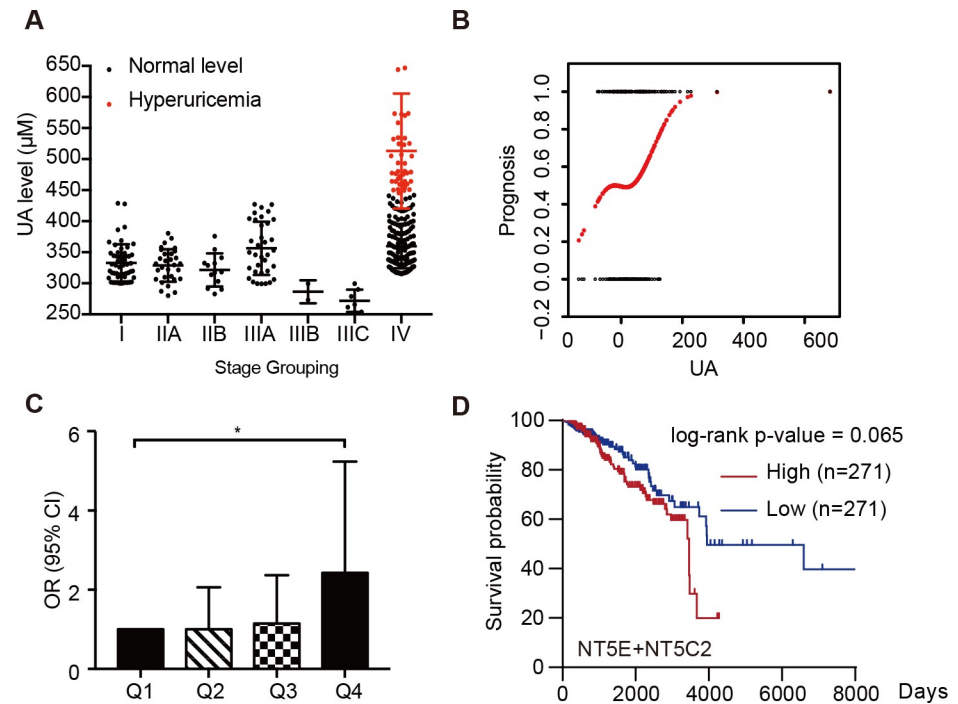 A
650
600
550
500
450
400
350
300
250
UA level (µM)
Normal level
Hyperuricemia
I IIA IIB IIIA IIIB IIIC IV
Stage Grouping
B
Prognosis
1.0
0.8
0.6
0.4
0.2
0.0
−0.2
0 0 200 400 600
UA
C
6
4
2
0
OR (95% CI)
*
Q1 Q2 Q3 Q4
D
100
80
60
40
20
0
Survival probability
log-rank p-value = 0.065
High (n=271)
Low (n=271)
NT5E+NT5C2
0 2000 4000 6000 8000 Days